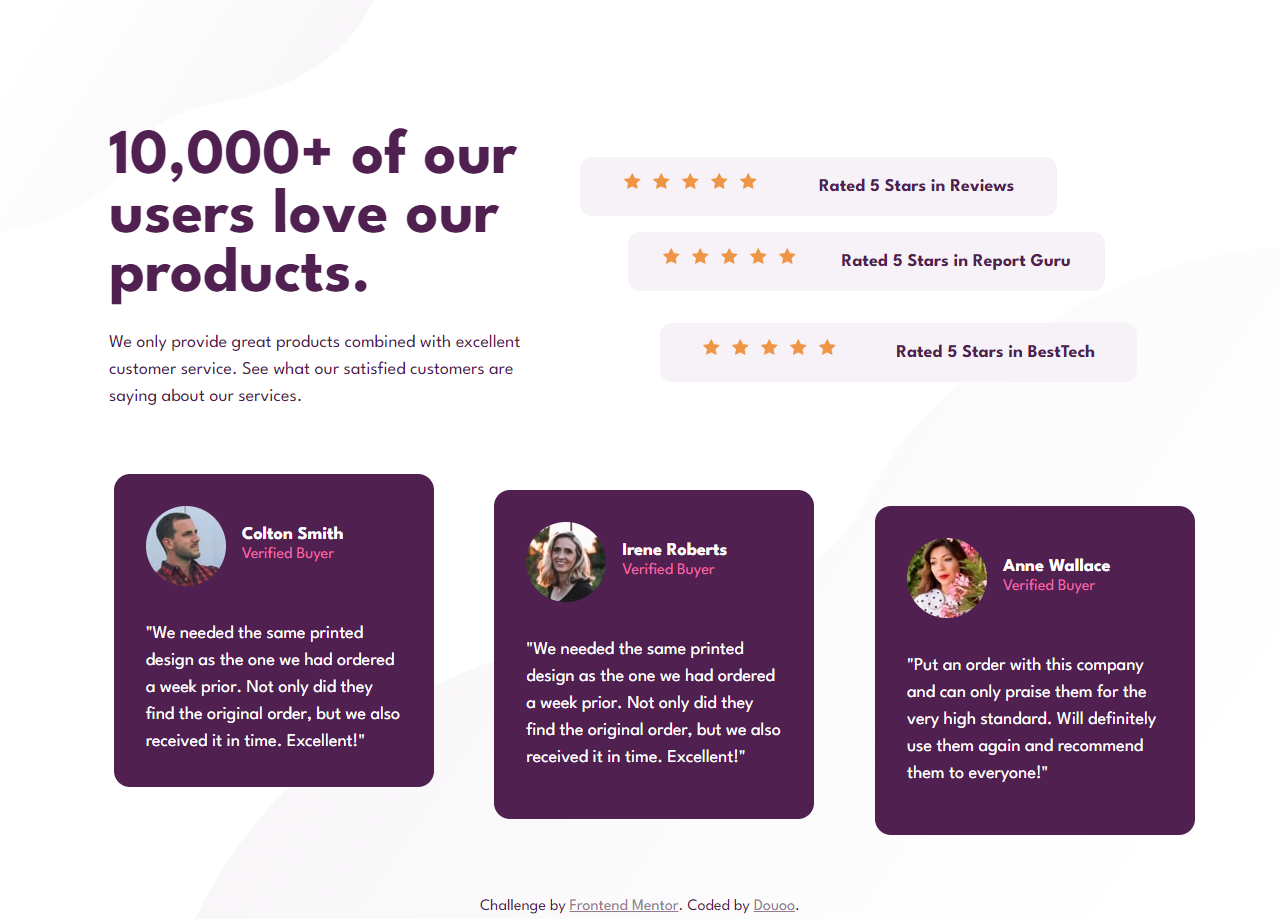 10,000+ of our
users love our
products.
We only provide great products combined with excellent
customer service. See what our satisfied customers are
saying about our services.
Rated 5 Stars in Reviews
Rated 5 Stars in Report Guru
Rated 5 Stars in BestTech
Colton Smith
Verified Buyer
"We needed the same printed
design as the one we had ordered
a week prior. Not only did they
find the original order, but we also
received it in time. Excellent!"
Irene Roberts
Verified Buyer
"We needed the same printed
design as the one we had ordered
a week prior. Not only did they
find the original order, but we also
received it in time. Excellent!"
Anne Wallace
Verified Buyer
"Put an order with this company
and can only praise them for the
very high standard. Will definitely
use them again and recommend
them to everyone!"
Challenge by Frontend Mentor. Coded by Douoo.